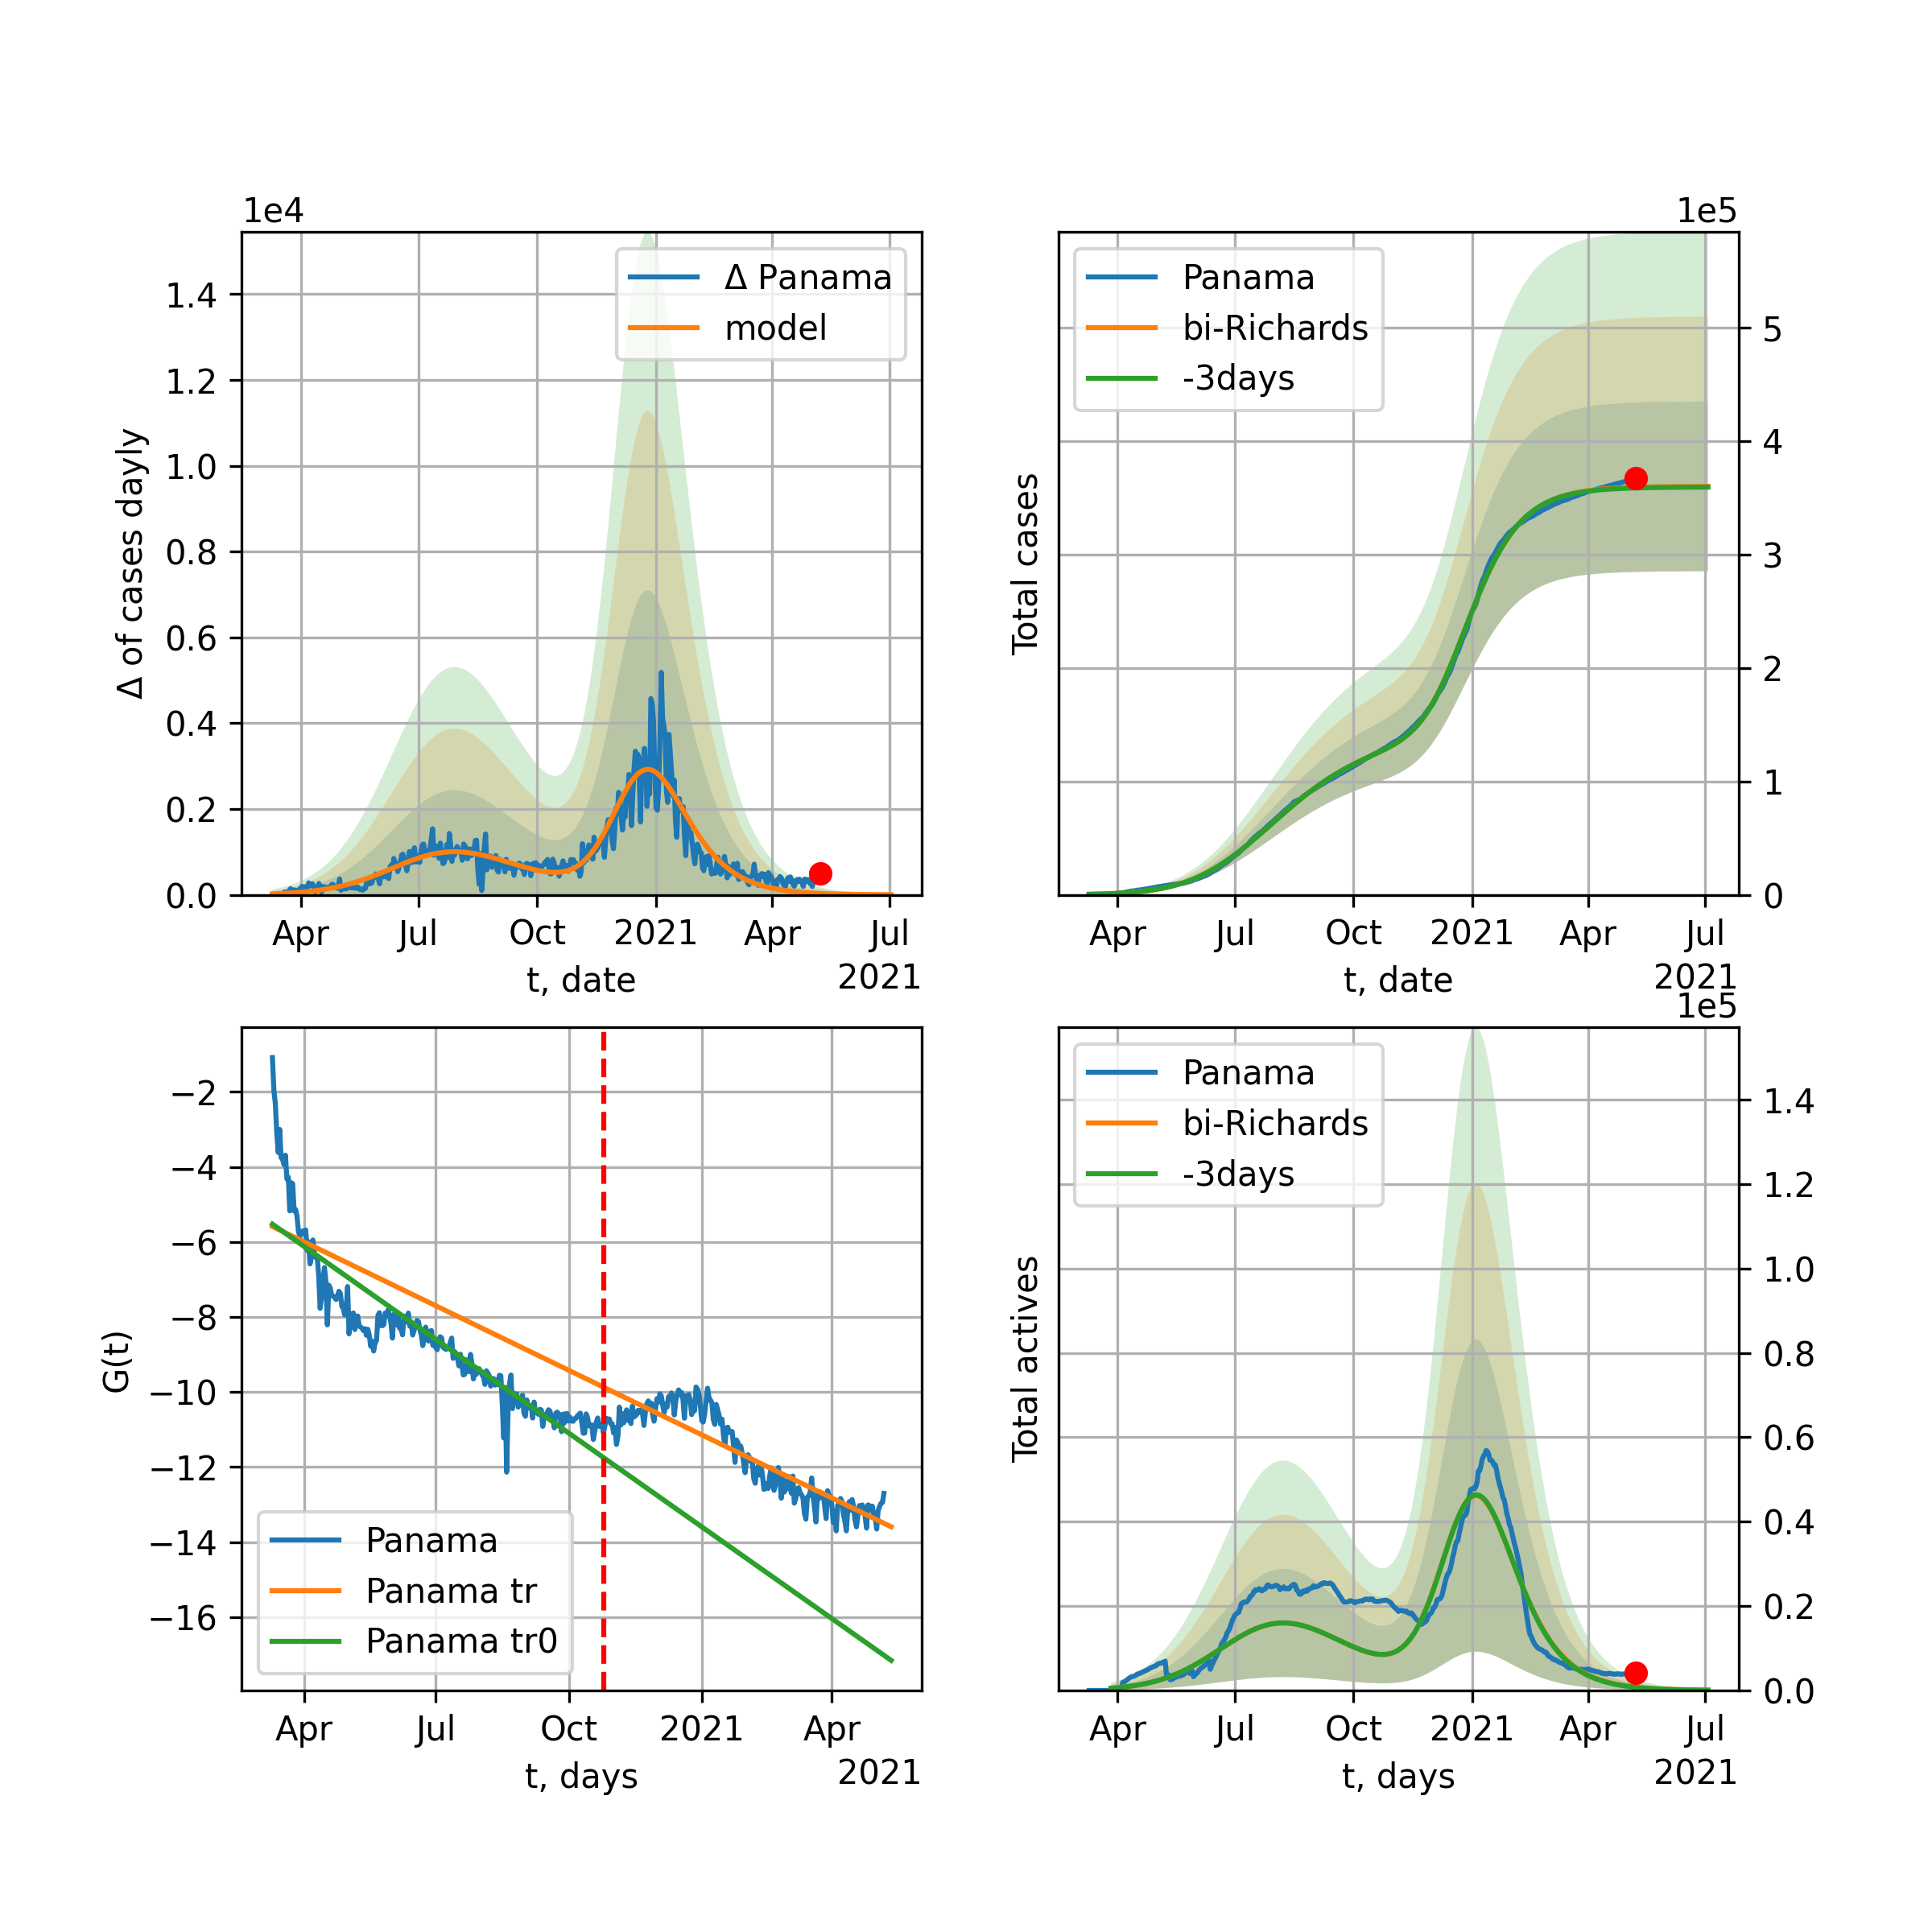 1e4
Δ Panama
model
1.4
1.2
1.0
0.8
0.6
0.4
0.2
0.0
Δ of cases dayly
Apr
Jul
Oct
2021
Apr
Jul
2021
t, date
1e5
Panama
bi-Richards
-3days
5
4
3
2
1
0
Total cases
Apr
Jul
Oct
2021
Apr
Jul
2021
t, date
−2
−4
−6
−8
−10
−12
−14
−16
G(t)
Panama
Panama tr
Panama tr0
Apr
Jul
Oct
2021
Apr
2021
t, days
1e5
Panama
bi-Richards
-3days
1.4
1.2
1.0
0.8
0.6
0.4
0.2
0.0
Total actives
Apr
Jul
Oct
2021
Apr
Jul
2021
t, days